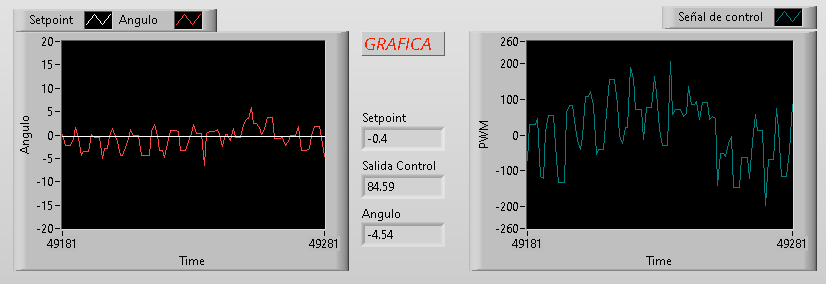 Setpoint
Angulo
Señal de control
GRAFICA
20
15
10
5
0
-5
-10
-15
-20
Angulo
49181
49281
Time
Setpoint
-0.4
Salida Control
84.59
Angulo
-4.54
260
200
100
0
-100
-200
-260
PWM
49181
49281
Time